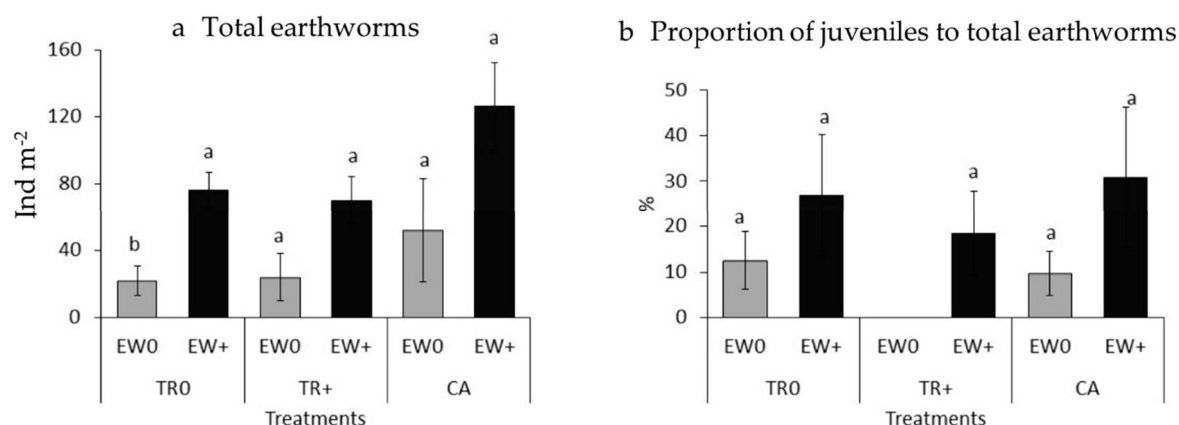 a Total earthworms
160
120
80
40
0
Ind m-2
b
a
a
a
a
a
EW0 EW+ EW0 EW+ EW0 EW+
TR0 TR+ CA
Treatments
b Proportion of juveniles to total earthworms
50
40
30
20
10
0
%
a
a
a
a
a
EW0 EW+ EW0 EW+ EW0 EW+
TR0 TR+ CA
Treatments